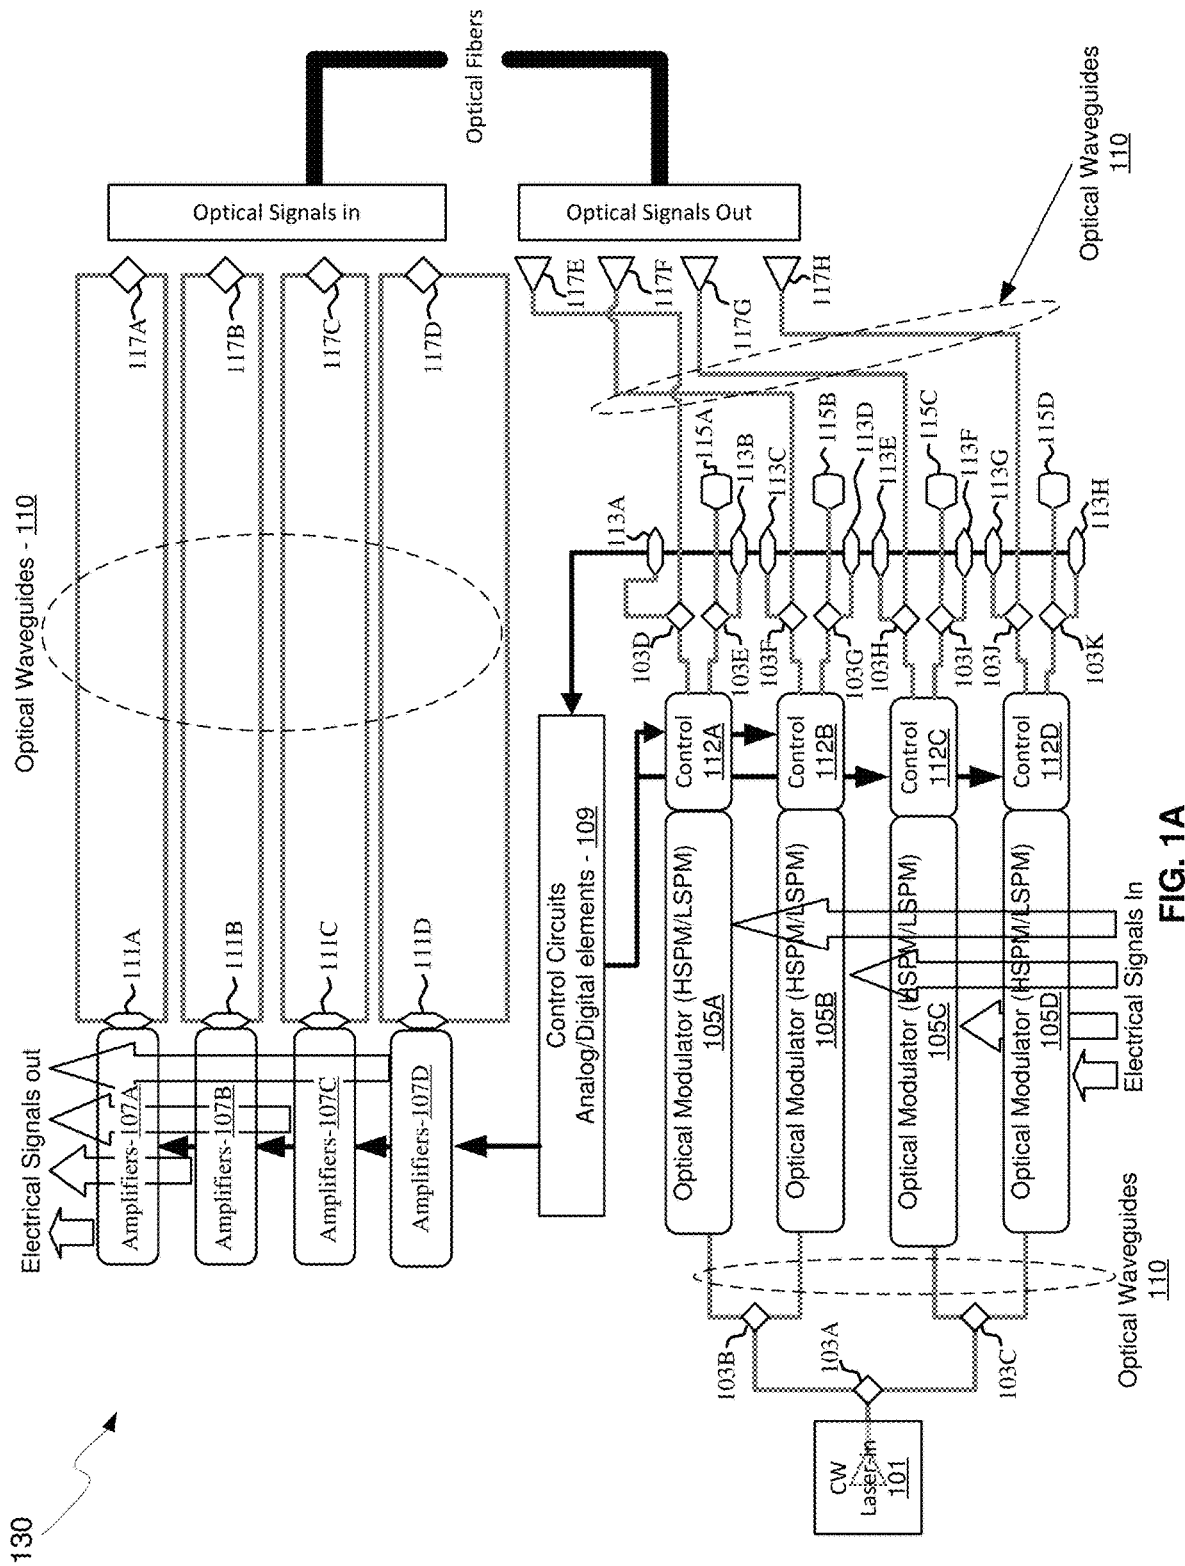 130
Electrical Signals out
Amplifiers-107A
Amplifiers-107B
Amplifiers-107C
Amplifiers-107D
111A
111B
111C
111D
Optical Waveguides - 110
117A
117B
117C
117D
Optical Signals in
Optical Fibers
Optical Signals Out
117E
117F
117G
117H
Optical Waveguides
110
Control Circuits
Analog/Digital elements - 109
CW
Laser-in
101
103A
103B
103C
Optical Waveguides
110
Optical Modulator (HSPM/LSPM)
105A
Optical Modulator (HSPM/LSPM)
105B
Optical Modulator (HSPM/LSPM)
105C
Optical Modulator (HSPM/LSPM)
105D
Electrical Signals In
Control
112A
Control
112B
Control
112C
Control
112D
103D
103E
103F
103G
103H
103I
103J
103K
113A
115A
113B
113C
115B
113D
113E
115C
113F
113G
115D
113H
FIG. 1A